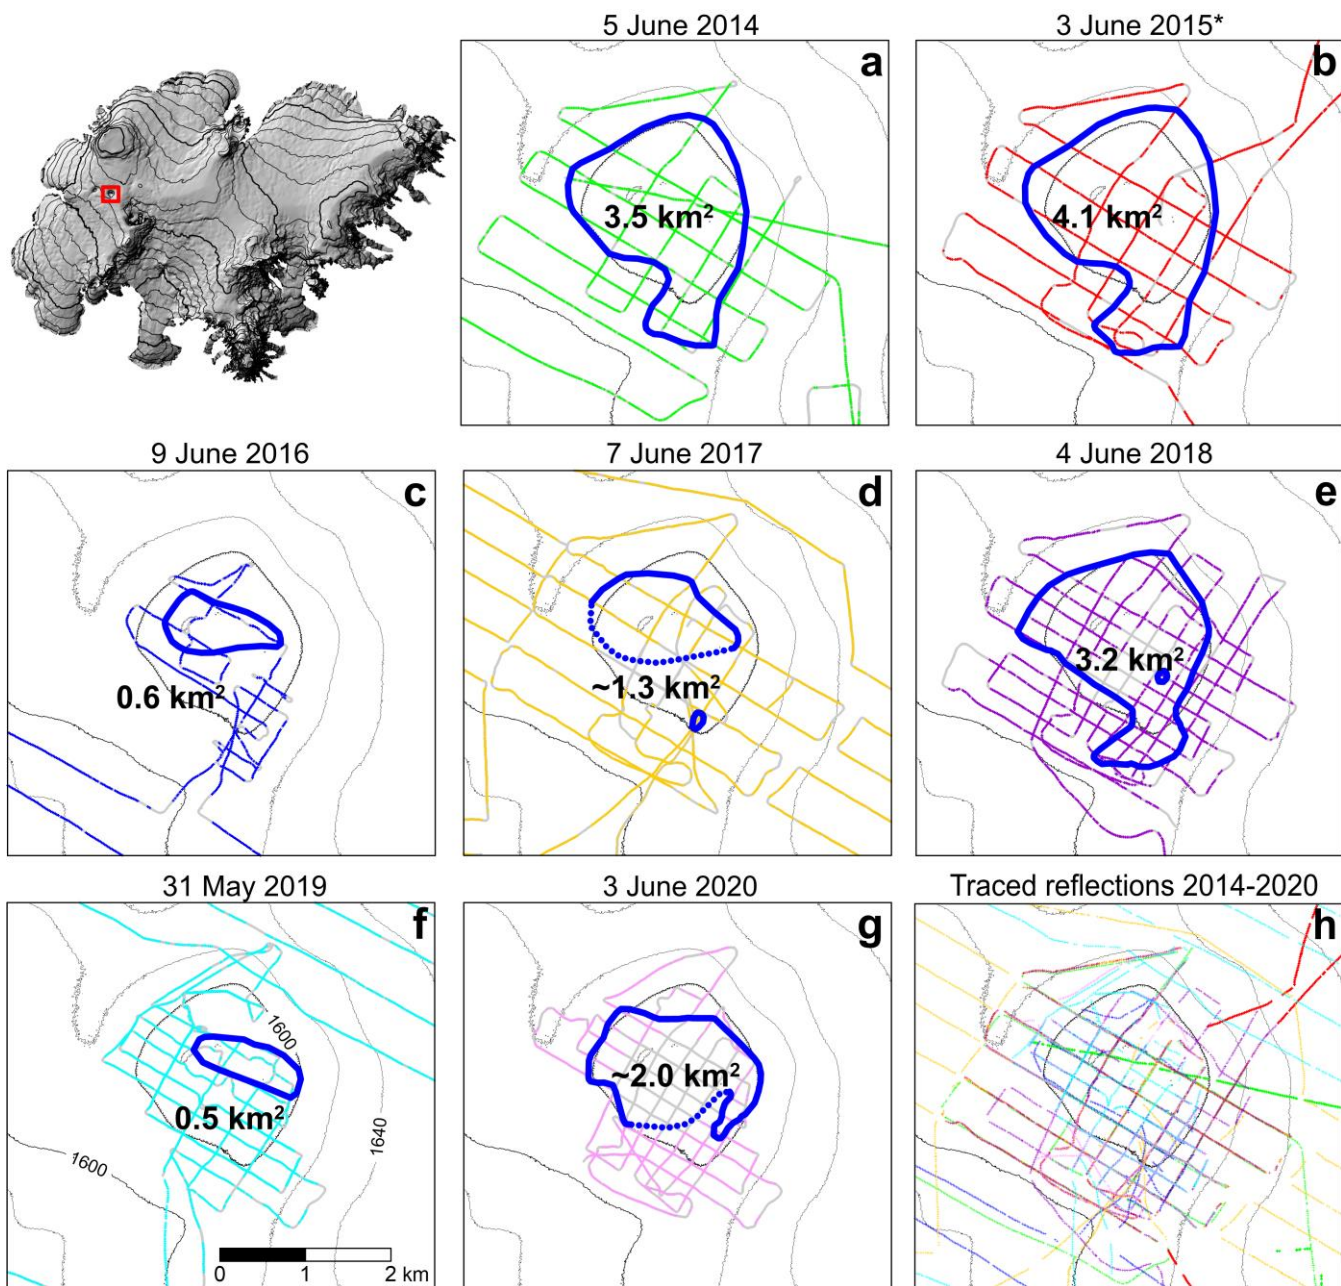 5 June 2014
a
3.5 km²
3 June 2015*
b
4.1 km²
9 June 2016
c
0.6 km²
7 June 2017
d
~1.3 km²
4 June 2018
e
3.2 km²
31 May 2019
f
1600
0.5 km²
1600
1640
0 1 2 km
3 June 2020
g
~2.0 km²
Traced reflections 2014-2020
h